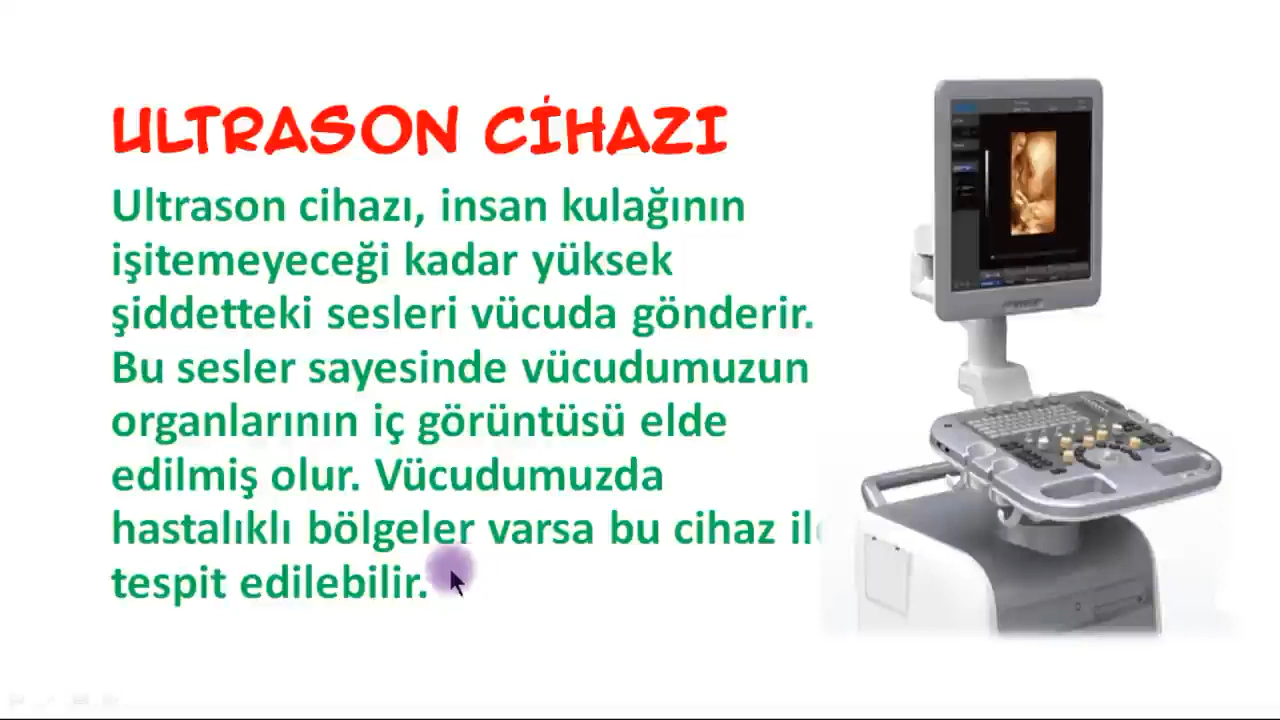 ULTRASON CİHAZI
Ultrason cihazı, insan kulağının
işitemeyeceği kadar yüksek
şiddetteki sesleri vücuda gönderir.
Bu sesler sayesinde vücudumuzun
organlarının iç görüntüsü elde
edilmiş olur. Vücudumuzda
hastalıklı bölgeler varsa bu cihaz ile
tespit edilebilir.